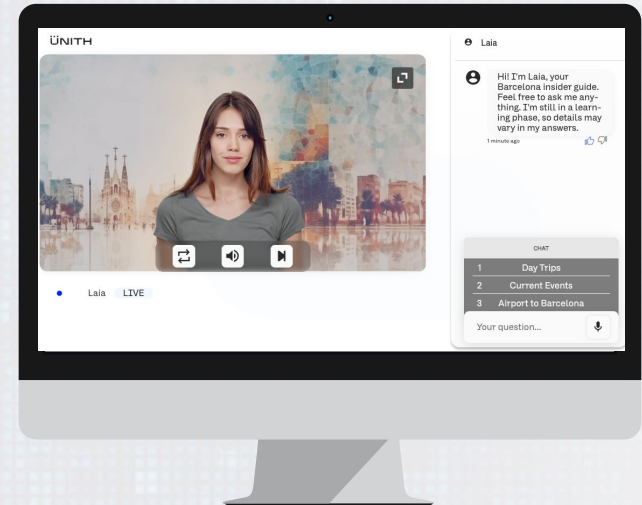 ÜNITH
Laia
Hi! I'm Laia, your
Barcelona insider guide.
Feel free to ask me any-
thing. I'm still in a learn-
ing phase, so details may
vary in my answers.
1 minute ago
CHAT
1 Day Trips
2 Current Events
3 Airport to Barcelona
Your question...
Laia LIVE